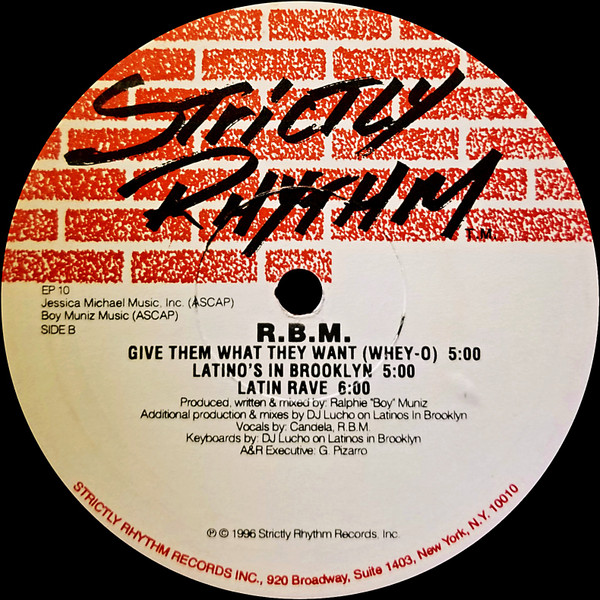 STRICTLY
RHYTHM
T.M.
EP 10
Jessica Michael Music, Inc. (ASCAP)
Boy Muniz Music (ASCAP)
SIDE B
R.B.M.
GIVE THEM WHAT THEY WANT (WHEY-O) 5:00
LATINO'S IN BROOKLYN 5:00
LATIN RAVE 6:00
Produced, written & mixed by: Ralphie "Boy" Muniz
Additional production & mixes by DJ Lucho on Latinos In Brooklyn
Vocals by: Candela, R.B.M.
Keyboards by: DJ Lucho on Latinos in Brooklyn
A&R Executive: G. Pizarro
℗ © 1996 Strictly Rhythm Records, Inc.
STRICTLY RHYTHM RECORDS INC., 920 Broadway, Suite 1403, New York, N.Y. 10010